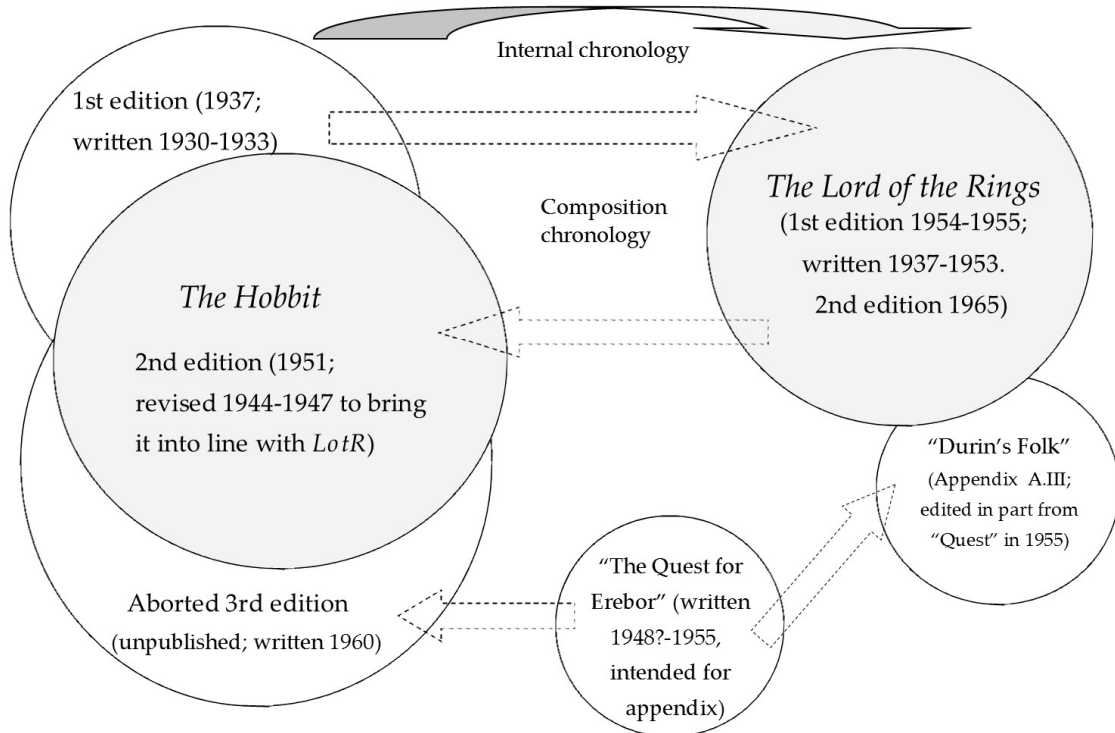 Internal chronology
1st edition (1937;
written 1930-1933)
Composition
chronology
The Lord of the Rings
(1st edition 1954-1955;
written 1937-1953.
2nd edition 1965)
The Hobbit
2nd edition (1951;
revised 1944-1947 to bring
it into line with LotR)
“Durin’s Folk”
(Appendix A.III;
edited in part from
“Quest” in 1955)
“The Quest for
Erebor” (written
1948?-1955,
intended for
appendix)
Aborted 3rd edition
(unpublished; written 1960)